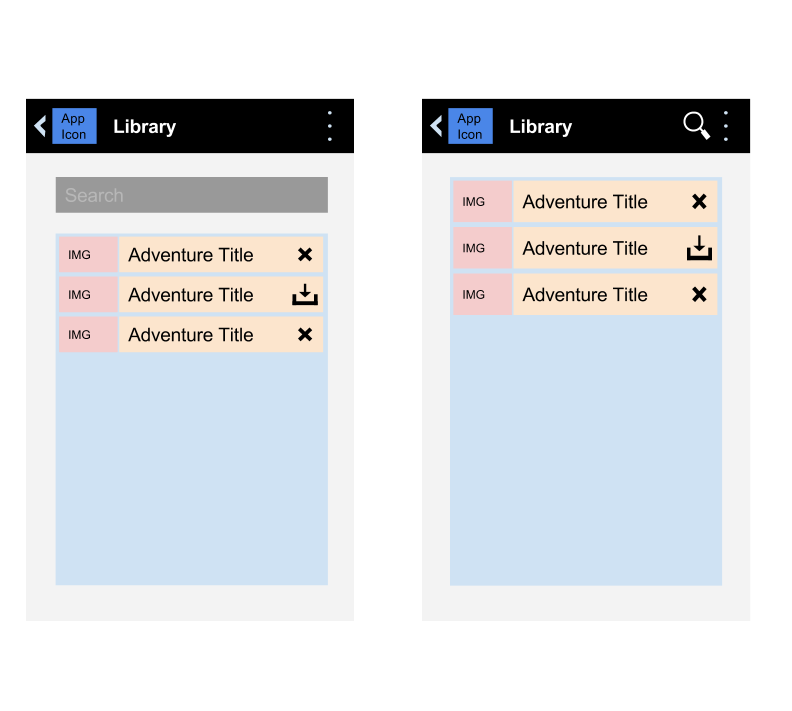 App
Icon
Library
Search
IMG
Adventure Title
IMG
Adventure Title
IMG
Adventure Title
App
Icon
Library
IMG
Adventure Title
IMG
Adventure Title
IMG
Adventure Title